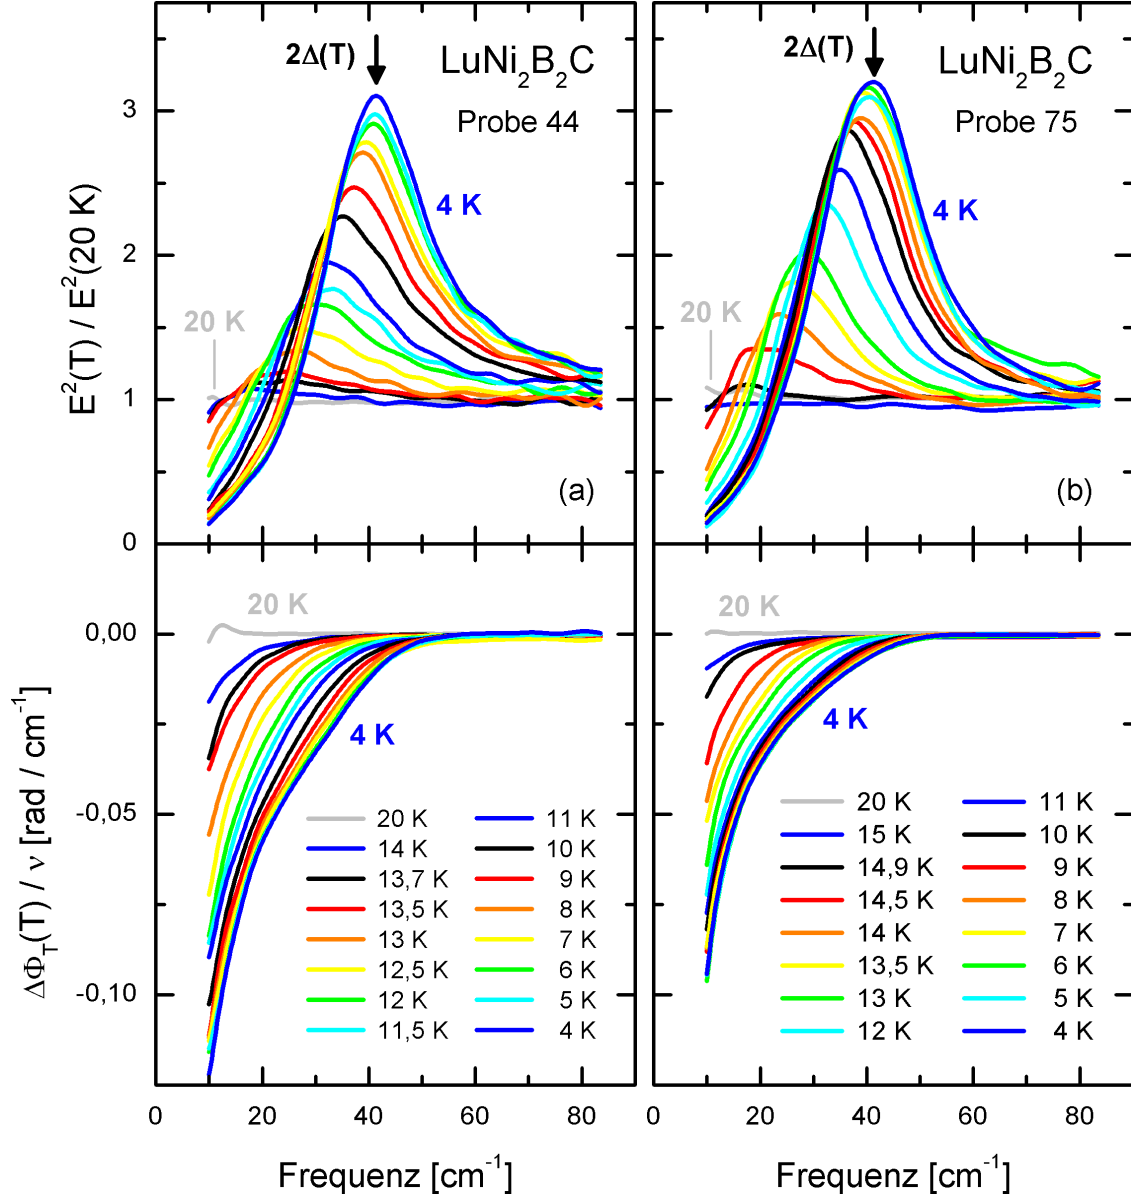 2Δ(T)
LuNi₂B₂C
Probe 44
4 K
20 K
(a)
E²(T) / E²(20 K)
3
2
1
0
2Δ(T)
LuNi₂B₂C
Probe 75
4 K
20 K
(b)
20 K
4 K
ΔΦ_T(T) / ν [rad / cm⁻¹]
0,00
-0,05
-0,10
20 K
14 K
13,7 K
13,5 K
13 K
12,5 K
12 K
11,5 K
11 K
10 K
9 K
8 K
7 K
6 K
5 K
4 K
20 K
4 K
20 K
15 K
14,9 K
14,5 K
14 K
13,5 K
13 K
12 K
11 K
10 K
9 K
8 K
7 K
6 K
5 K
4 K
0 20 40 60 80
0 20 40 60 80
Frequenz [cm⁻¹]
Frequenz [cm⁻¹]